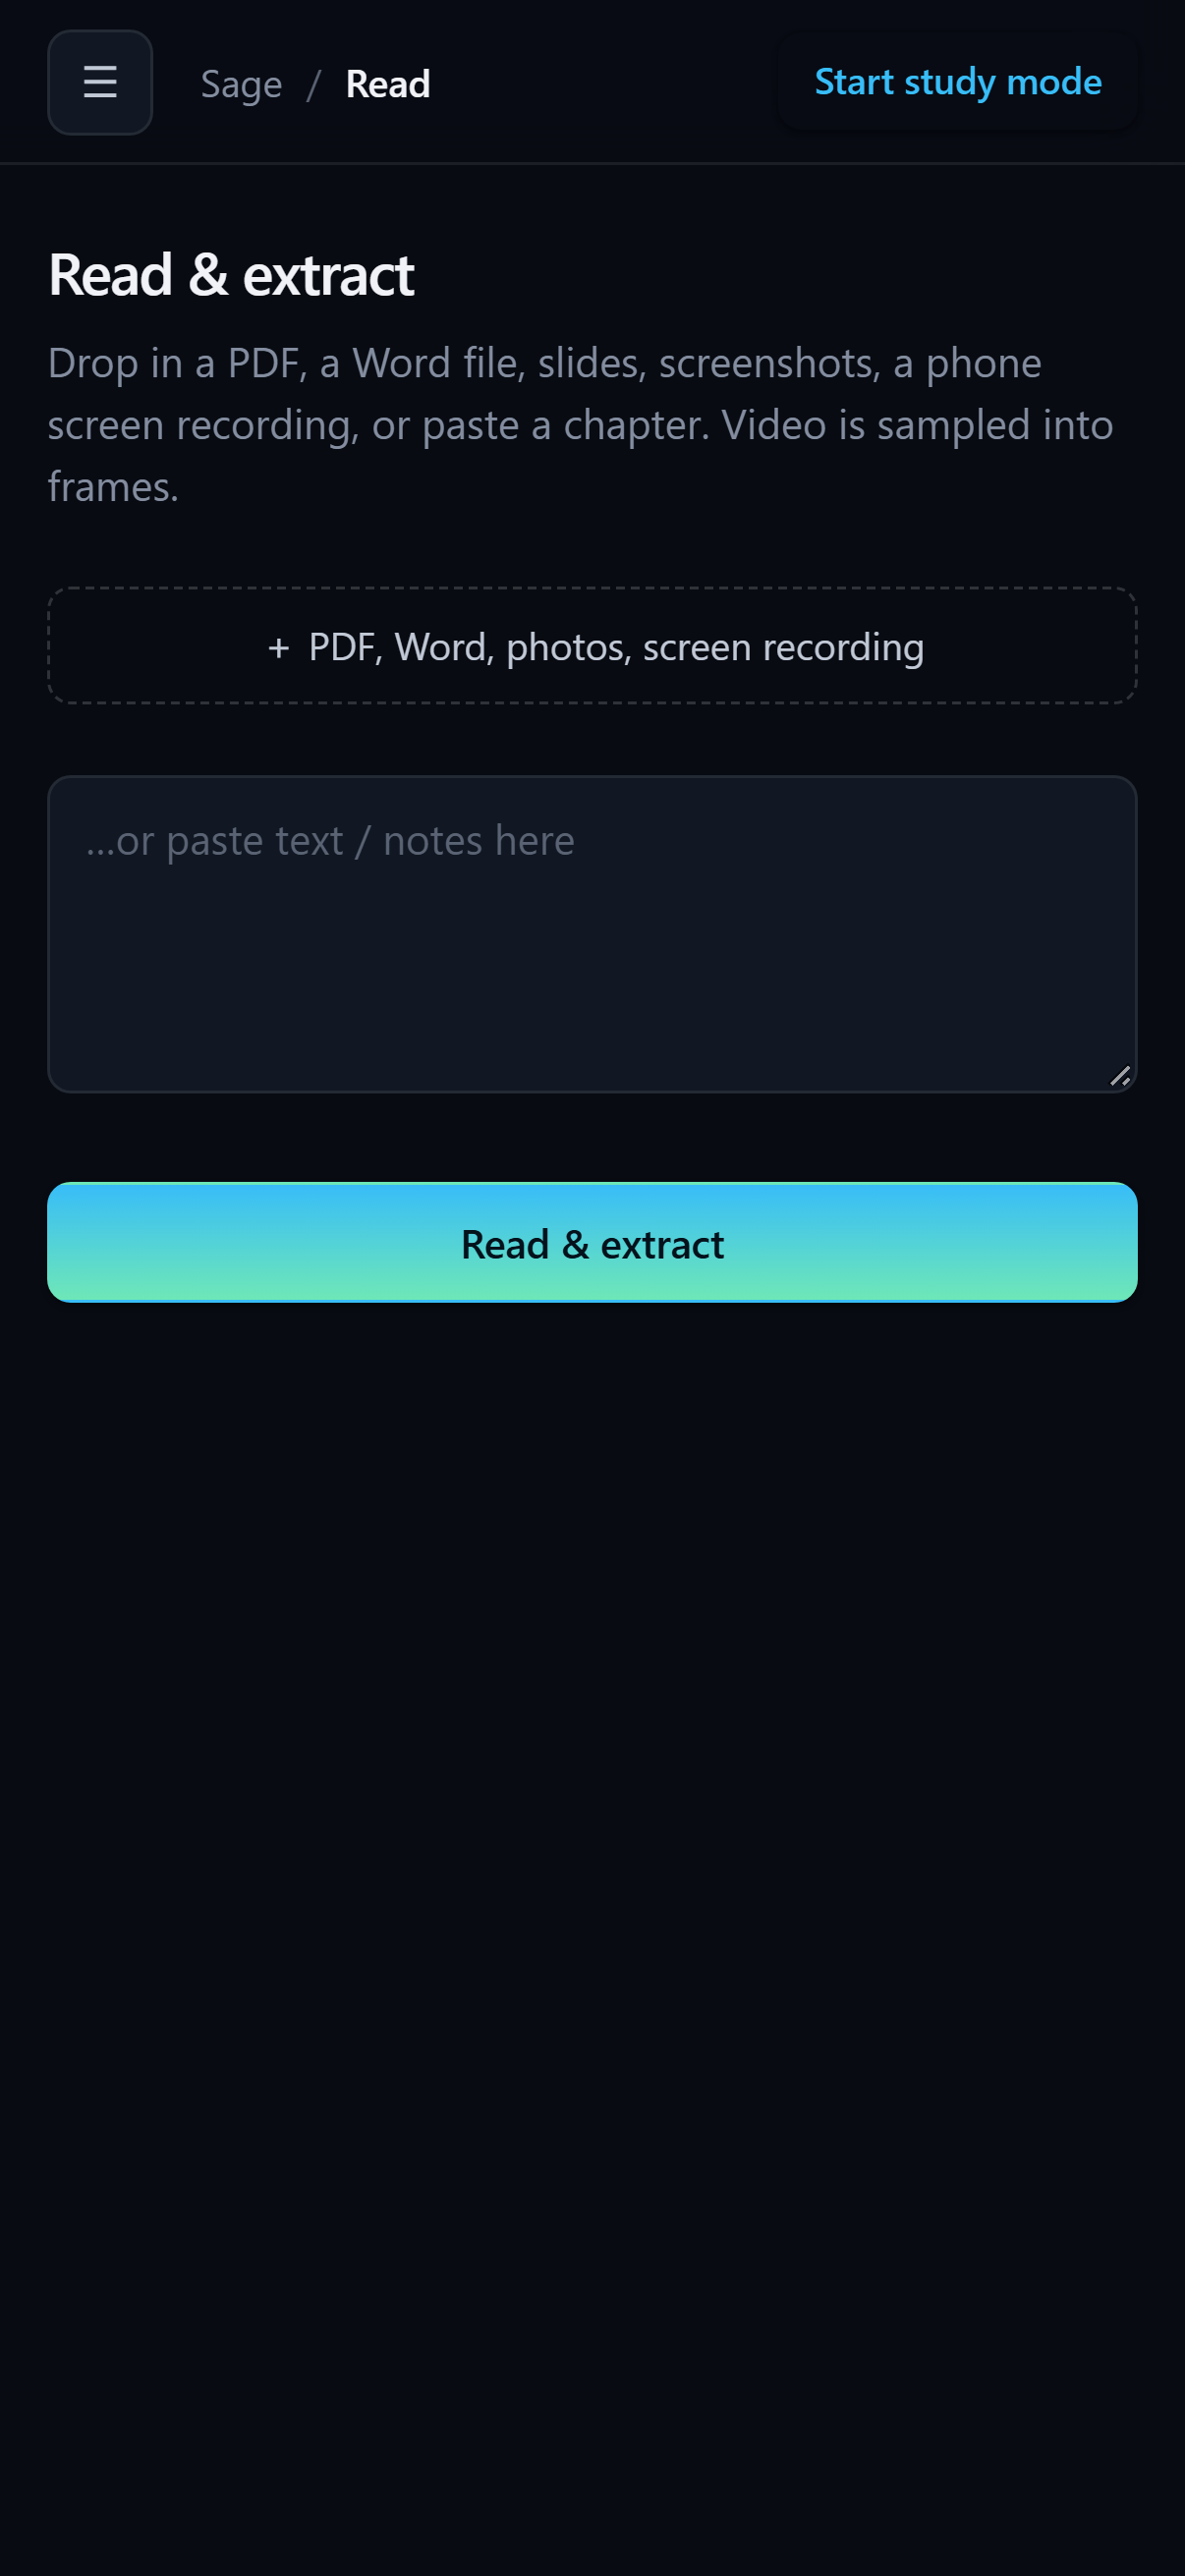 ☰ Sage / Read Start study mode
Read & extract
Drop in a PDF, a Word file, slides, screenshots, a phone
screen recording, or paste a chapter. Video is sampled into
frames.
+ PDF, Word, photos, screen recording
...or paste text / notes here
Read & extract